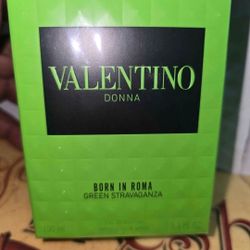 VALENTINO
DONNA
BORN IN ROMA
GREEN STRAVAGANZA